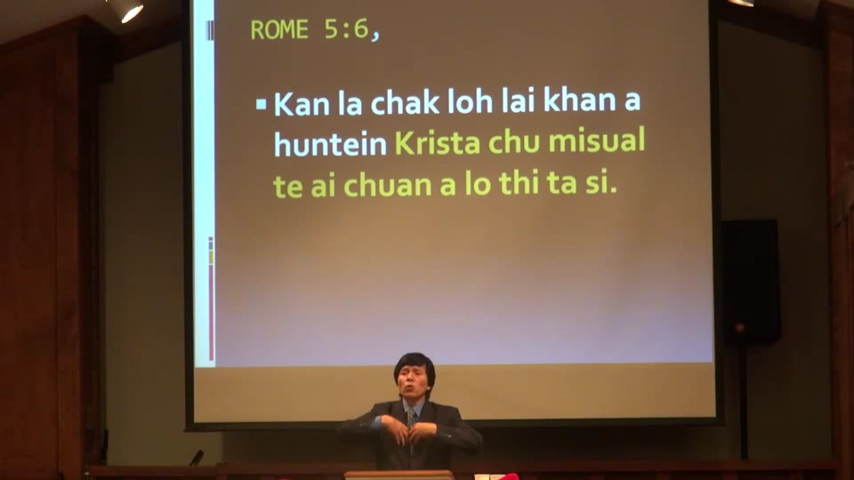 ROME 5:6,
Kan la chak loh lai khan a
huntein Krista chu misual
te ai chuan a lo thi ta si.